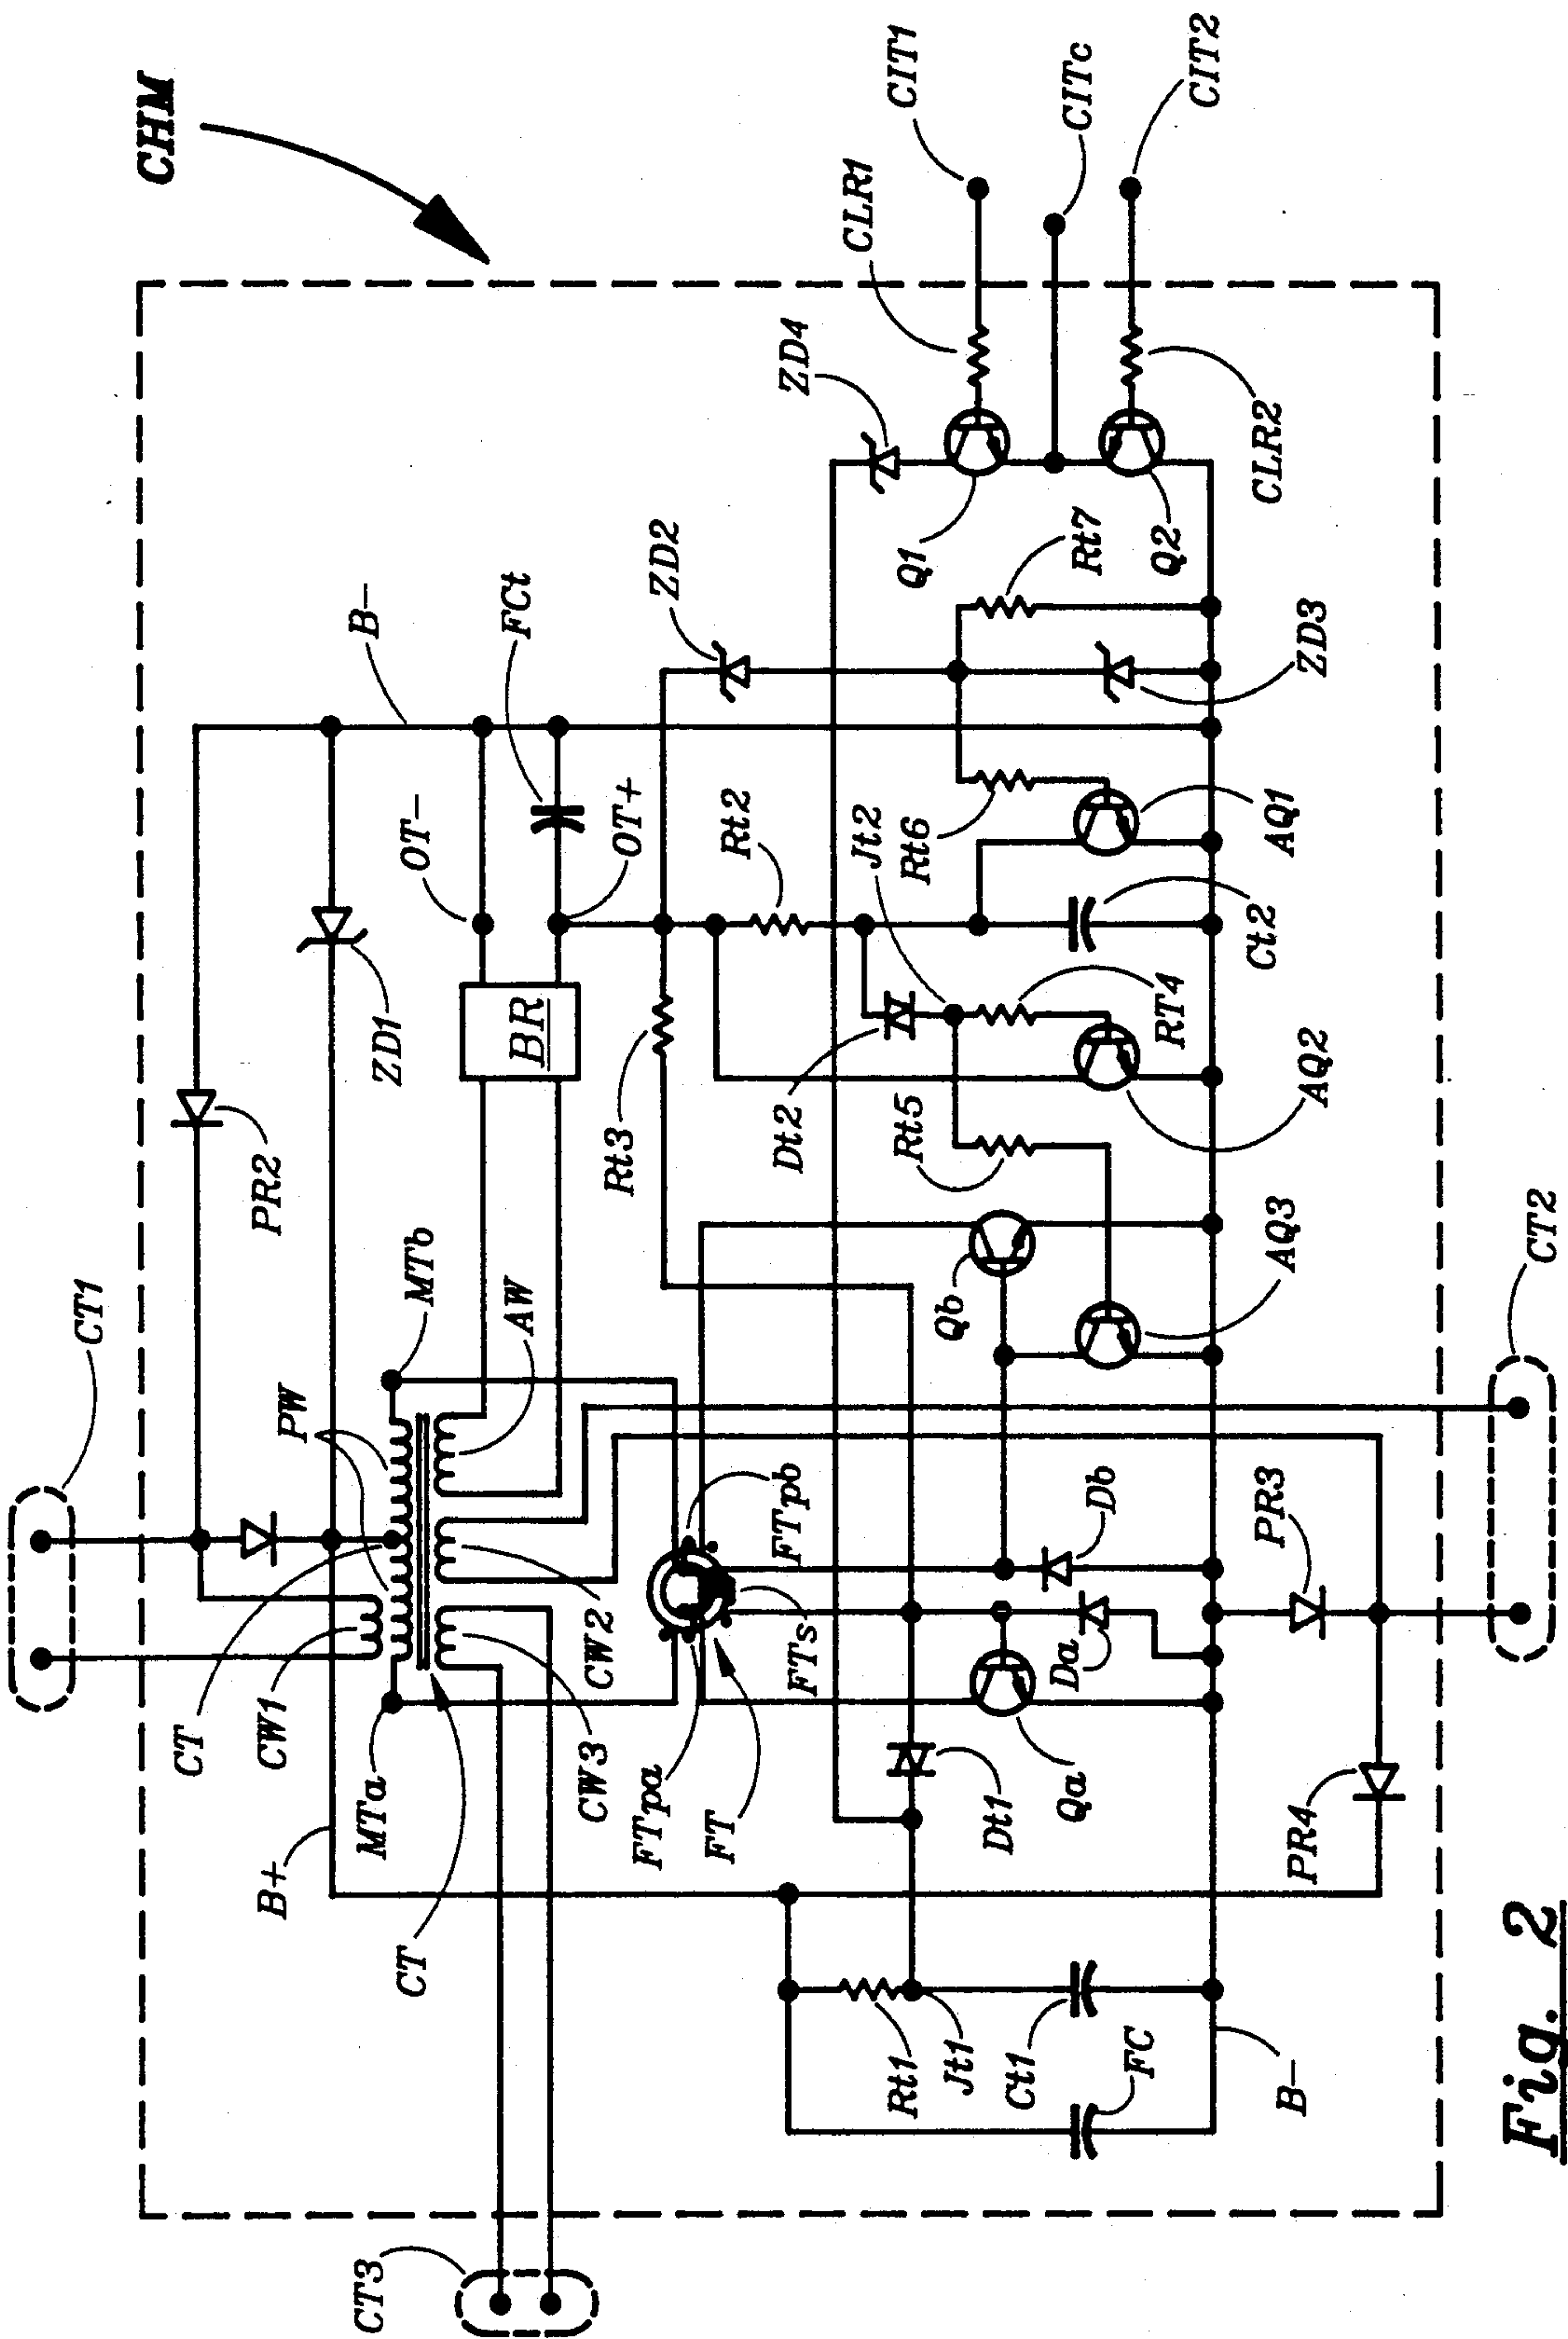 CHM
CIT1
CITc
CIT2
CLR1
ZD4
CLR2
Q1
Q2
Rt7
ZD3
ZD2
B-
FCt
OT-
OT+
Rt2
Jt2
Rt6
AQ1
Ct2
ZD1
BR
RT4
AQ2
Rt3
Dt2
Rt5
PR2
MTb
AW
Qb
AQ3
CT2
CT1
PW
FTpb
Db
PR3
CT
CW1
CW2
CW3
FTs
Da
MTa
FTpa
FT
Dt1
Qa
PR4
B+
CT
Rt1
Jt1
Ct1
FC
B-
CT3
Fig. 2